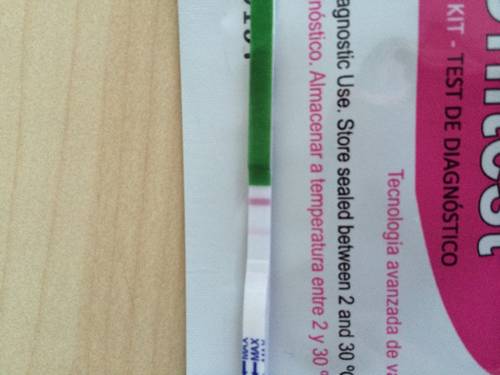 KIT - TEST DE DIAGNÓSTICO
Tecnología avanzada de
agnostic Use. Store sealed between 2 and 30 º
nóstico. Almacenar a temperatura entre 2 y 30 º
MAX